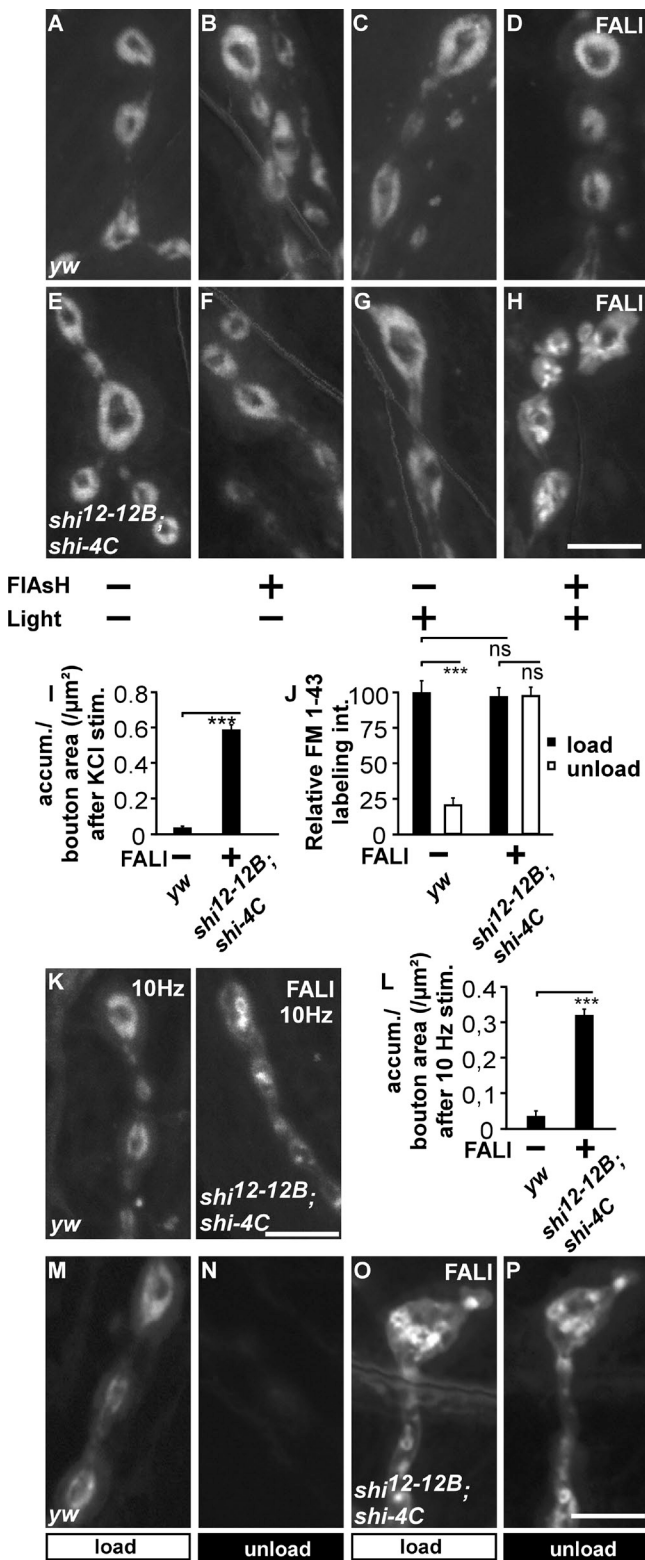 A B C D FALI
yw
E F G H FALI
shi12-12B;
shi-4C
FlAsH − + − +
Light − − + +
I
accum./
bouton area (/µm²)
after KCl stim.
0.8
0.6
0.4
0.2
0
***
FALI − +
yw
shi12-12B;
shi-4C
J
Relative FM 1-43
labeling int.
100
75
50
25
0
ns
*** ns
load
unload
FALI − +
yw
shi12-12B;
shi-4C
K 10Hz
yw
FALI
10Hz
shi12-12B;
shi-4C
L
accum./
bouton area (/µm²)
after 10 Hz stim.
0,4
0,3
0,2
0,1
0
***
FALI − +
yw
shi12-12B;
shi-4C
M N O FALI P
yw
shi12-12B;
shi-4C
load unload load unload